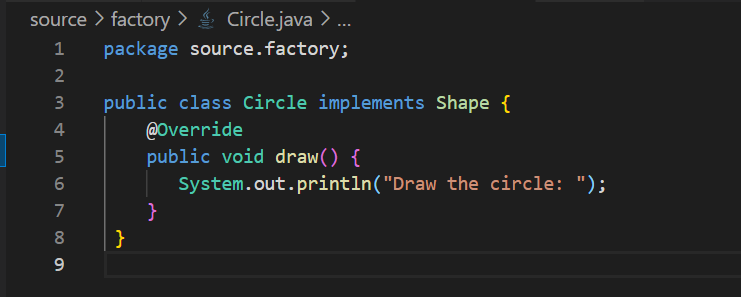 source > factory > Circle.java > ...
1 package source.factory;
2
3 public class Circle implements Shape {
4     @Override
5     public void draw() {
6        System.out.println("Draw the circle: ");
7     }
8  }
9